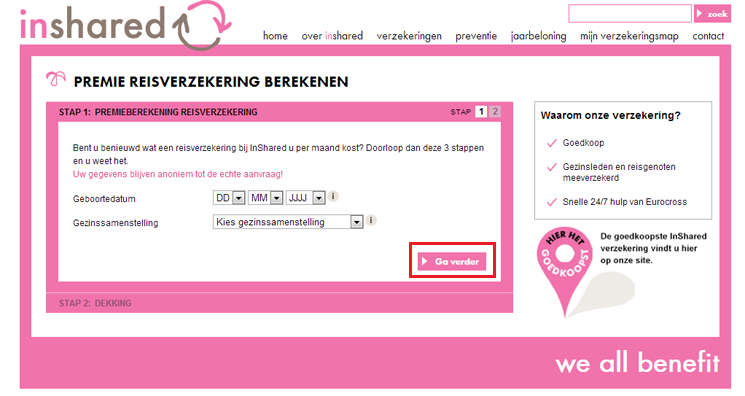 inshared
zoek
home over inshared verzekeringen preventie jaarbeloning mijn verzekeringsmap contact
PREMIE REISVERZEKERING BEREKENEN
STAP 1: PREMIEBEREKENING REISVERZEKERING STAP 1 2
Bent u benieuwd wat een reisverzekering bij InShared u per maand kost? Doorloop dan deze 3 stappen
en u weet het.
Uw gegevens blijven anoniem tot de echte aanvraag!
Geboortedatum DD MM JJJJ i
Gezinssamenstelling Kies gezinssamenstelling i
Ga verder
STAP 2: DEKKING
Waarom onze verzekering?
Goedkoop
Gezinsleden en reisgenoten
meeverzekerd
Snelle 24/7 hulp van Eurocross
HIER HET
GOEDKOOPST
De goedkoopste InShared
verzekering vindt u hier
op onze site.
we all benefit